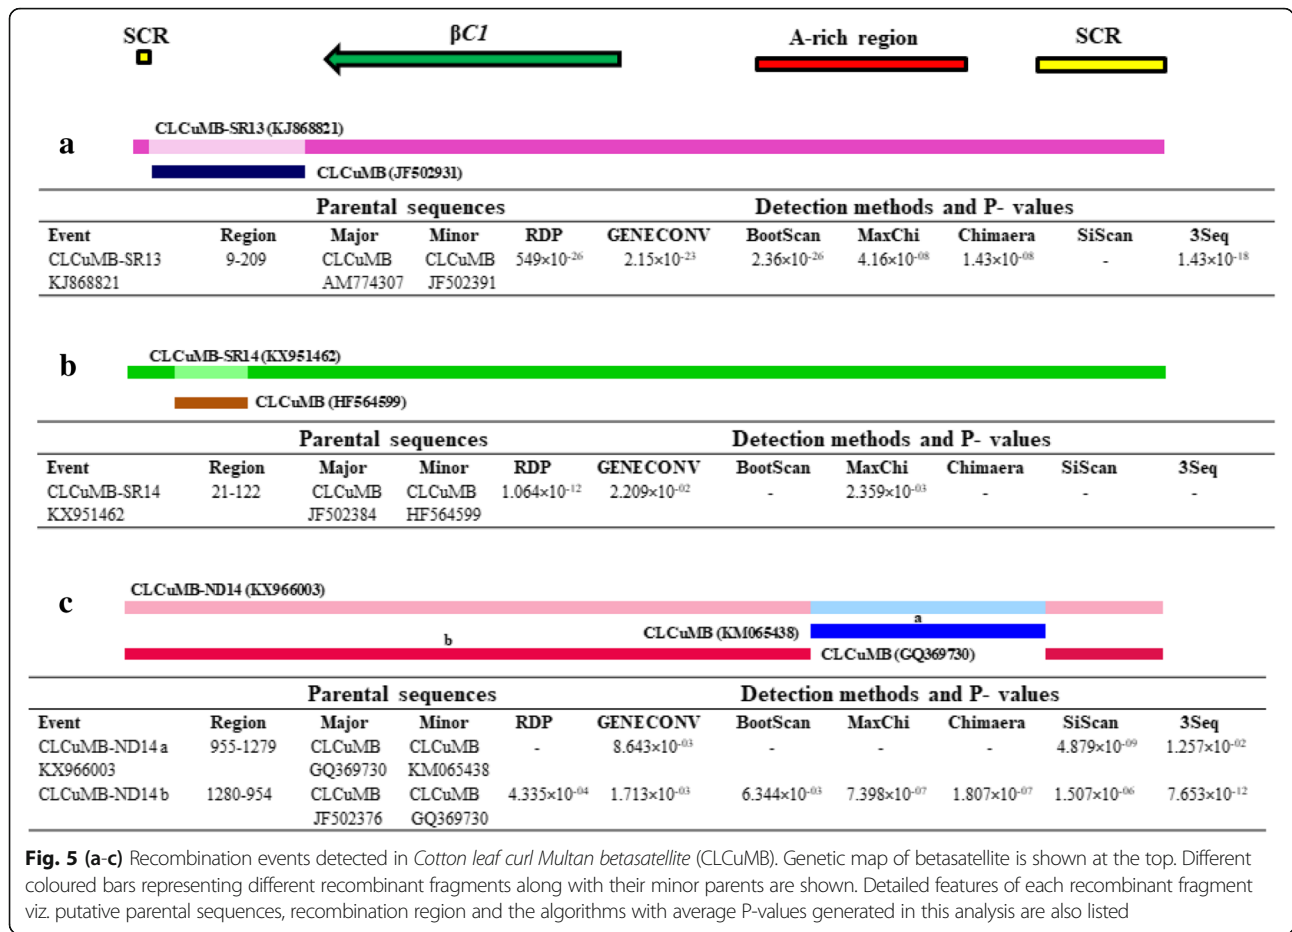 SCR βC1 A-rich region SCR
a
CLCuMB-SR13 (KJ868821)
CLCuMB (JF502931)
Parental sequences Detection methods and P- values
Event Region Major Minor RDP GENECONV BootScan MaxChi Chimaera SiScan 3Seq
CLCuMB-SR13 9-209 CLCuMB CLCuMB 549×10⁻²⁶ 2.15×10⁻²³ 2.36×10⁻²⁶ 4.16×10⁻⁰⁸ 1.43×10⁻⁰⁸ - 1.43×10⁻¹⁸
KJ868821 AM774307 JF502391
b
CLCuMB-SR14 (KX951462)
CLCuMB (HF564599)
Parental sequences Detection methods and P- values
Event Region Major Minor RDP GENECONV BootScan MaxChi Chimaera SiScan 3Seq
CLCuMB-SR14 21-122 CLCuMB CLCuMB 1.064×10⁻¹² 2.209×10⁻⁰² - 2.359×10⁻⁰³ - - -
KX951462 JF502384 HF564599
c
CLCuMB-ND14 (KX966003)
a
CLCuMB (KM065438)
b
CLCuMB (GQ369730)
Parental sequences Detection methods and P- values
Event Region Major Minor RDP GENECONV BootScan MaxChi Chimaera SiScan 3Seq
CLCuMB-ND14 a 955-1279 CLCuMB CLCuMB - 8.643×10⁻⁰³ - - - 4.879×10⁻⁰⁹ 1.257×10⁻⁰²
KX966003 GQ369730 KM065438
CLCuMB-ND14 b 1280-954 CLCuMB CLCuMB 4.335×10⁻⁰⁴ 1.713×10⁻⁰³ 6.344×10⁻⁰³ 7.398×10⁻⁰⁷ 1.807×10⁻⁰⁷ 1.507×10⁻⁰⁶ 7.653×10⁻¹²
JF502376 GQ369730
Fig. 5 (a-c) Recombination events detected in Cotton leaf curl Multan betasatellite (CLCuMB). Genetic map of betasatellite is shown at the top. Different
coloured bars representing different recombinant fragments along with their minor parents are shown. Detailed features of each recombinant fragment
viz. putative parental sequences, recombination region and the algorithms with average P-values generated in this analysis are also listed